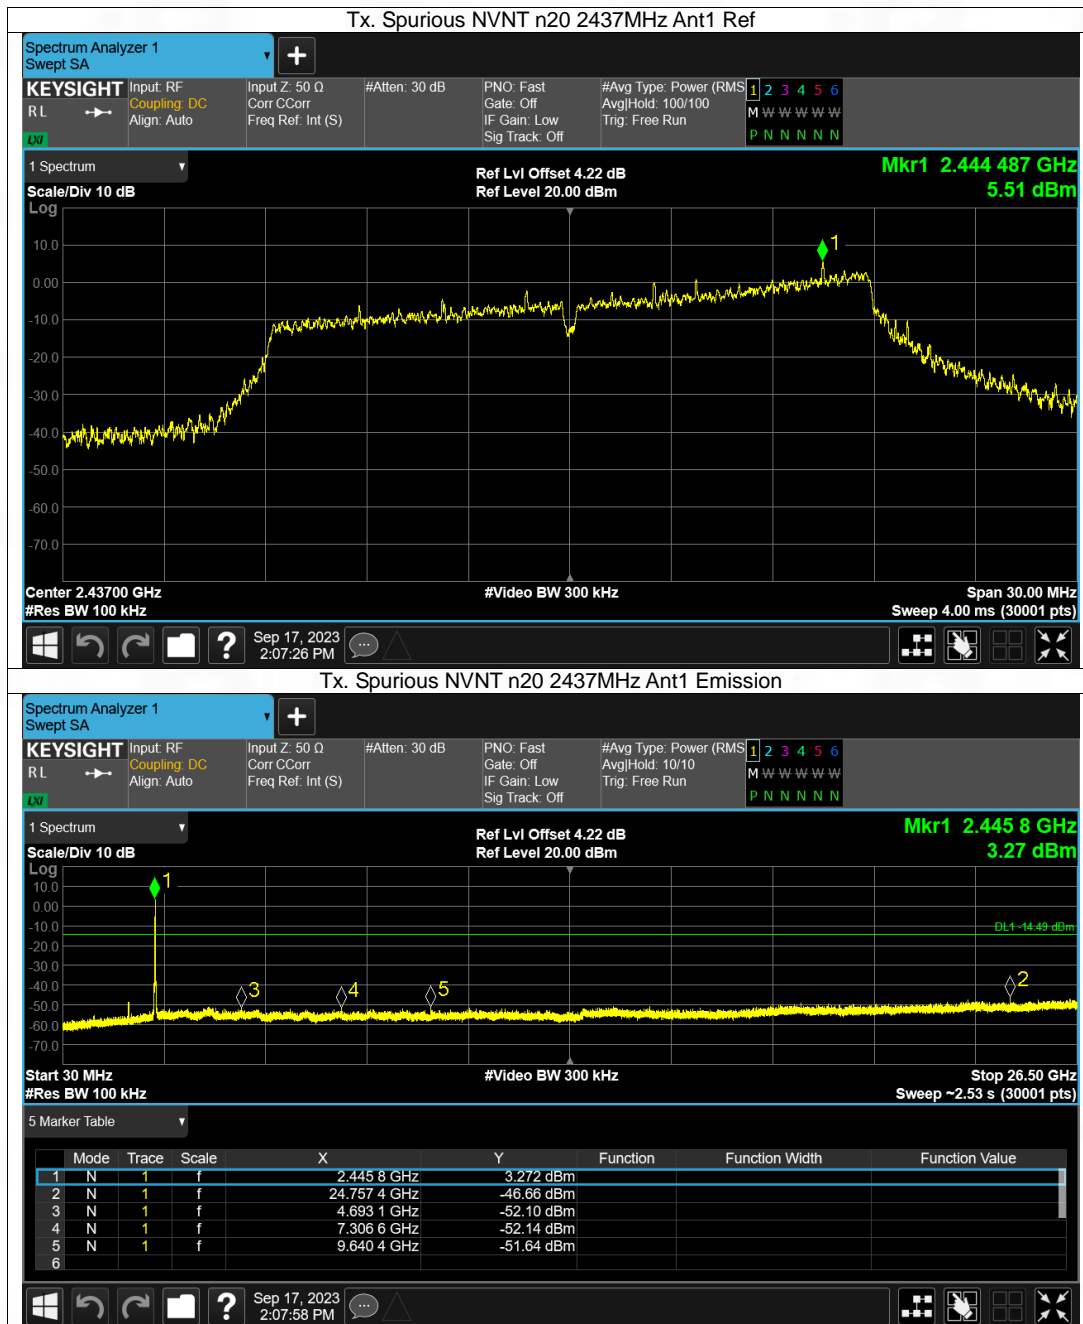 Tx. Spurious NVNT n20 2437MHz Ant1 Ref
Spectrum Analyzer 1
Swept SA
KEYSIGHT Input: RF Input Z: 50 Ω #Atten: 30 dB PNO: Fast #Avg Type: Power (RMS 1 2 3 4 5 6
RL Coupling: DC Corr CCorr Gate: Off Avg|Hold: 100/100 M W W W W W
Align: Auto Freq Ref: Int (S) IF Gain: Low Trig: Free Run
LXI Sig Track: Off P N N N N N
1 Spectrum Ref Lvl Offset 4.22 dB Mkr1 2.444 487 GHz
Scale/Div 10 dB Ref Level 20.00 dBm 5.51 dBm
Log
10.0
1
0.00
-10.0
-20.0
-30.0
-40.0
-50.0
-60.0
-70.0
Center 2.43700 GHz #Video BW 300 kHz Span 30.00 MHz
#Res BW 100 kHz Sweep 4.00 ms (30001 pts)
? Sep 17, 2023
2:07:26 PM
Tx. Spurious NVNT n20 2437MHz Ant1 Emission
Spectrum Analyzer 1
Swept SA
KEYSIGHT Input: RF Input Z: 50 Ω #Atten: 30 dB PNO: Fast #Avg Type: Power (RMS 1 2 3 4 5 6
RL Coupling: DC Corr CCorr Gate: Off Avg|Hold: 10/10 M W W W W W
Align: Auto Freq Ref: Int (S) IF Gain: Low Trig: Free Run
LXI Sig Track: Off P N N N N N
1 Spectrum Ref Lvl Offset 4.22 dB Mkr1 2.445 8 GHz
Scale/Div 10 dB Ref Level 20.00 dBm 3.27 dBm
Log
10.0 1
0.00
-10.0 DL1 -14.49 dBm
-20.0
-30.0
-40.0 3 4 5 2
-50.0
-60.0
-70.0
Start 30 MHz #Video BW 300 kHz Stop 26.50 GHz
#Res BW 100 kHz Sweep ~2.53 s (30001 pts)
5 Marker Table
Mode Trace Scale X Y Function Function Width Function Value
1 N 1 f 2.445 8 GHz 3.272 dBm
2 N 1 f 24.757 4 GHz -46.66 dBm
3 N 1 f 4.693 1 GHz -52.10 dBm
4 N 1 f 7.306 6 GHz -52.14 dBm
5 N 1 f 9.640 4 GHz -51.64 dBm
6
? Sep 17, 2023
2:07:58 PM